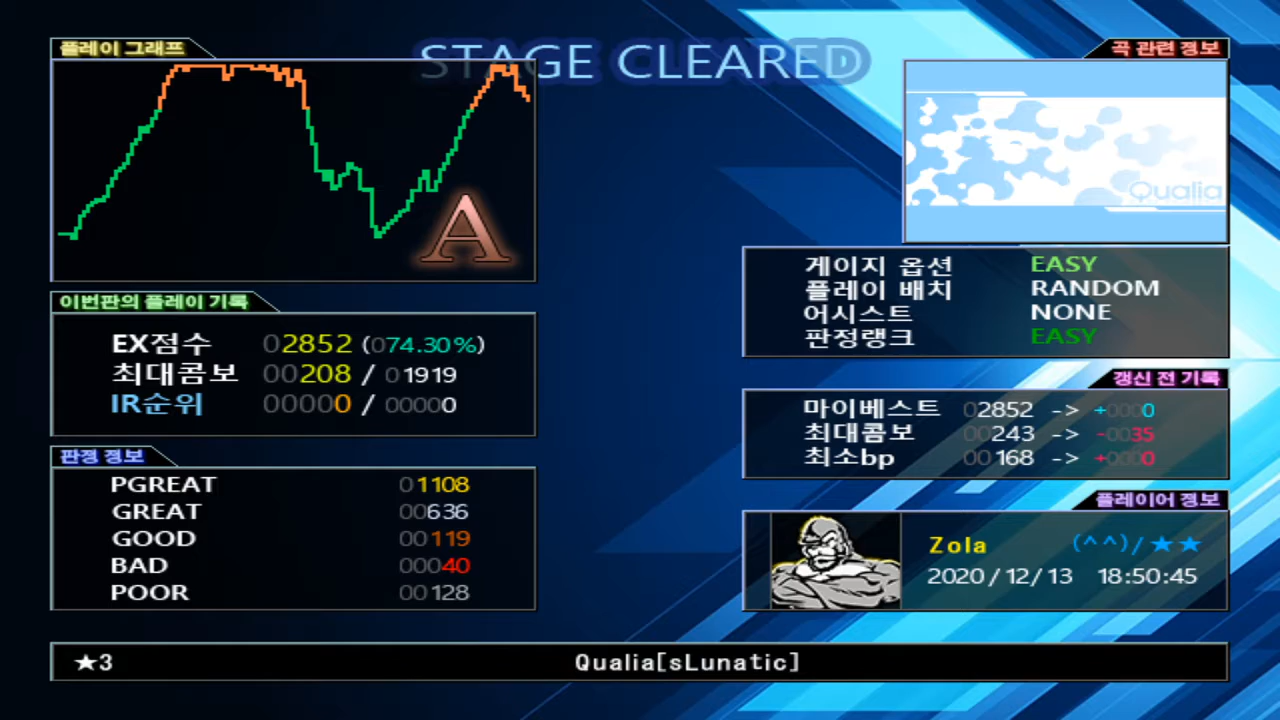 STAGE CLEARED
플레이 그래프
A
이번판의 플레이 기록
EX점수 02852 (074.30%)
최대콤보 00208 / 01919
IR순위 00000 / 00000
판정 정보
PGREAT 01108
GREAT 00636
GOOD 00119
BAD 00040
POOR 00128
곡 관련 정보
Qualia
게이지 옵션 EASY
플레이 배치 RANDOM
어시스트 NONE
판정랭크 EASY
갱신 전 기록
마이베스트 02852 -> +0000
최대콤보 00243 -> -0035
최소bp 00168 -> +0000
플레이어 정보
Zola (^^)/★★
2020/12/13 18:50:45
★3 Qualia[sLunatic]